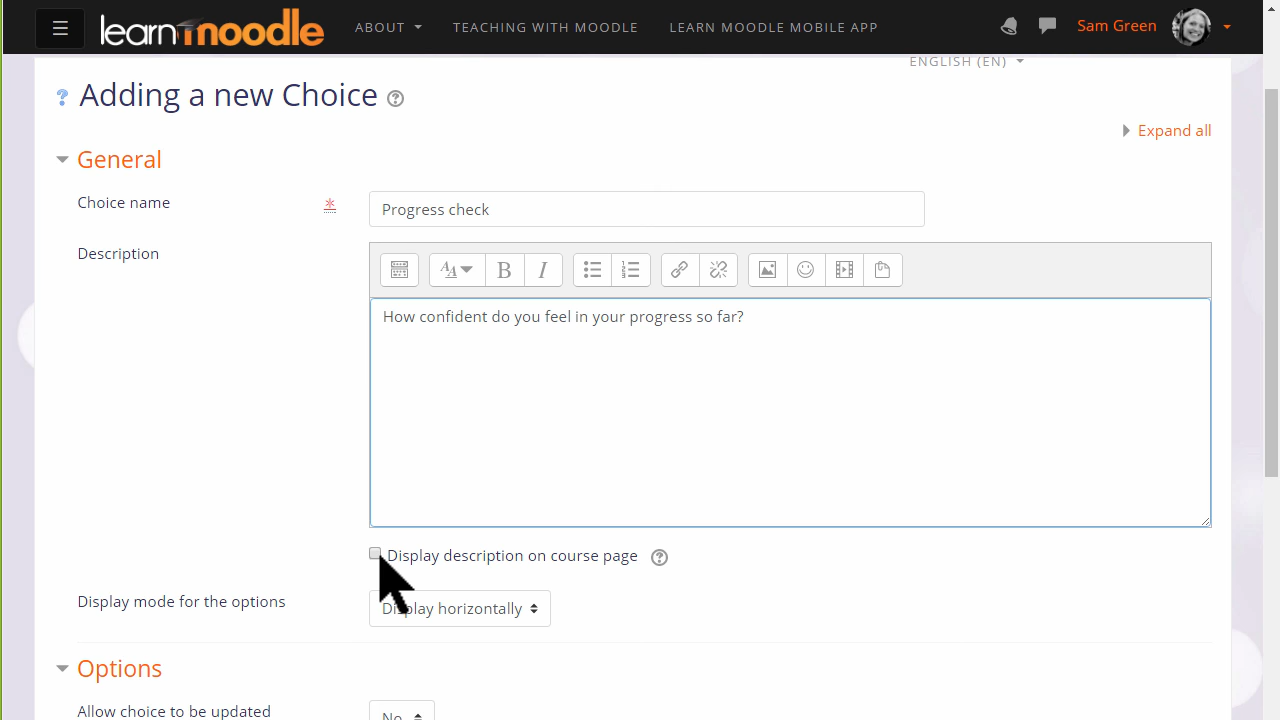 learn moodle
ABOUT
TEACHING WITH MOODLE
LEARN MOODLE MOBILE APP
Sam Green
ENGLISH (EN)
Adding a new Choice
Expand all
General
Choice name
Progress check
Description
How confident do you feel in your progress so far?
Display description on course page
Display mode for the options
Display horizontally
Options
Allow choice to be updated
No